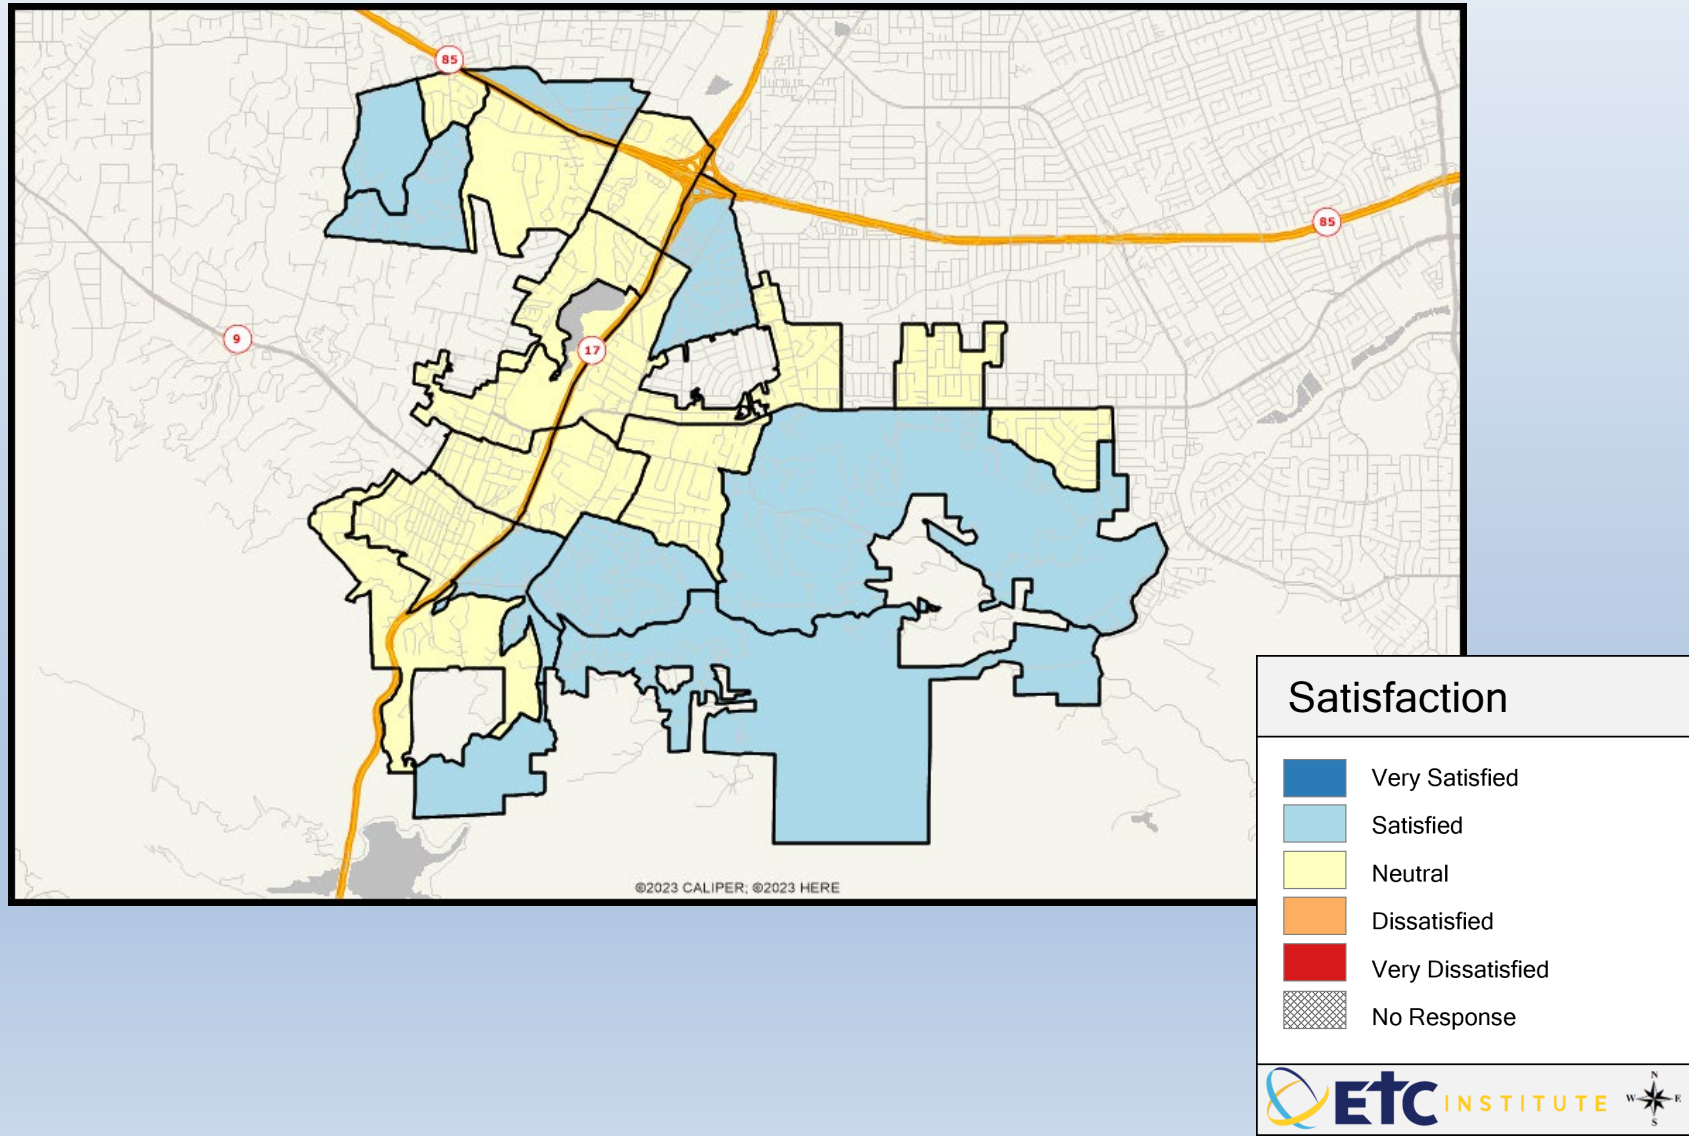 85
85
9
17
©2023 CALIPER; ©2023 HERE
Satisfaction
Very Satisfied
Satisfied
Neutral
Dissatisfied
Very Dissatisfied
No Response
ETC INSTITUTE
N
W E
S